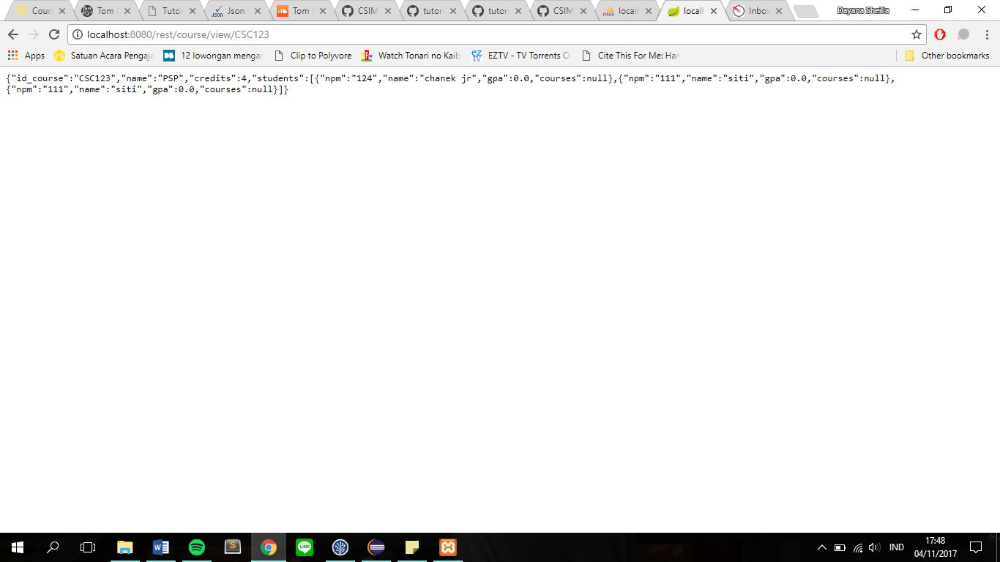 Cours
Tom
Tutor
Json
Tom
CSIM
tutor
tutor
CSIM
local
local
Inbox
Dayana Sheilla
localhost:8080/rest/course/view/CSC123
Apps
Satuan Acara Pengaja
12 lowongan mengar
Clip to Polyvore
Watch Tonari no Kaib
EZTV - TV Torrents O
Cite This For Me: Har
Other bookmarks
{"id_course":"CSC123","name":"PSP","credits":4,"students":[{"npm":"124","name":"chanek jr","gpa":0.0,"courses":null},{"npm":"111","name":"siti","gpa":0.0,"courses":null},
{"npm":"111","name":"siti","gpa":0.0,"courses":null}]}
IND
17:48
04/11/2017